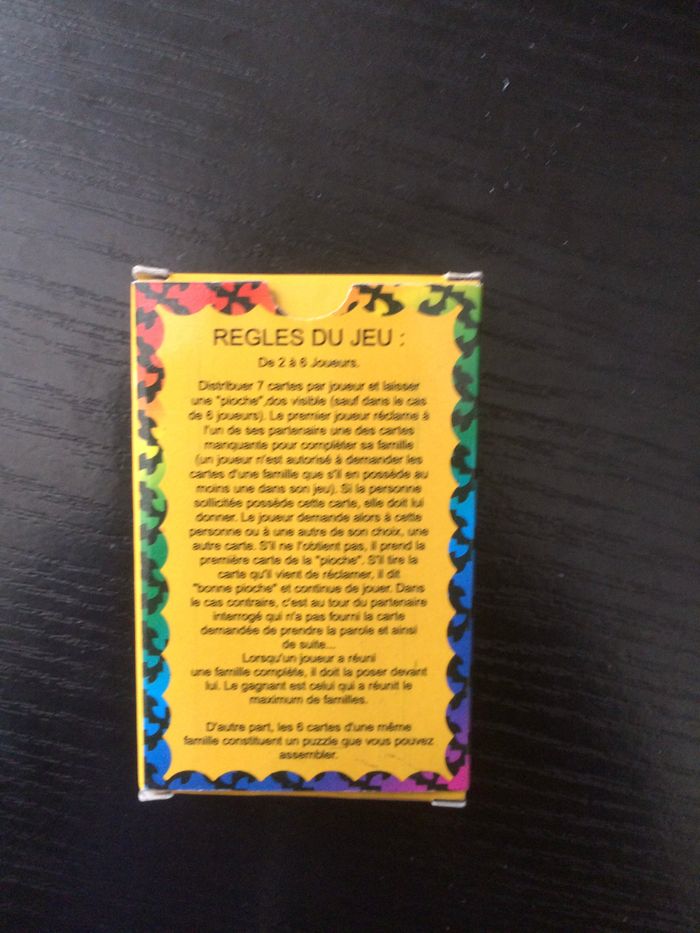 REGLES DU JEU :
De 2 à 6 Joueurs.
Distribuer 7 cartes par joueur et laisser
une "pioche",dos visible (sauf dans le cas
de 6 joueurs). Le premier joueur réclame à
l'un de ses partenaire une des cartes
manquante pour compléter sa famille
(un joueur n'est autorisé à demander les
cartes d'une famille que s'il en possède au
moins une dans son jeu). Si la personne
sollicitée possède cette carte, elle doit lui
donner. Le joueur demande alors à cette
personne ou à une autre de son choix, une
autre carte. S'il ne l'obtient pas, il prend la
première carte de la "pioche". S'il tire la
carte qu'il vient de réclamer, il dit
"bonne pioche" et continue de jouer. Dans
le cas contraire, c'est au tour du partenaire
interrogé qui n'a pas fourni la carte
demandée de prendre la parole et ainsi
de suite...
Lorsqu'un joueur a réuni
une famille complète, il doit la poser devant
lui. Le gagnant est celui qui a réunit le
maximum de familles.
D'autre part, les 6 cartes d'une même
famille constituent un puzzle que vous pouvez
assembler.